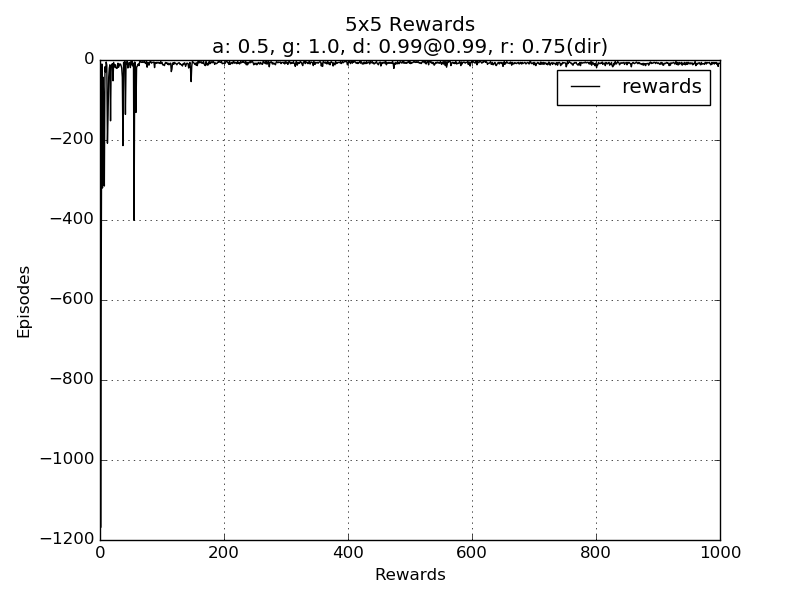 5x5 Rewards
a: 0.5, g: 1.0, d: 0.99@0.99, r: 0.75(dir)
rewards
0
−200
−400
−600
−800
−1000
−1200
Episodes
0 200 400 600 800 1000
Rewards